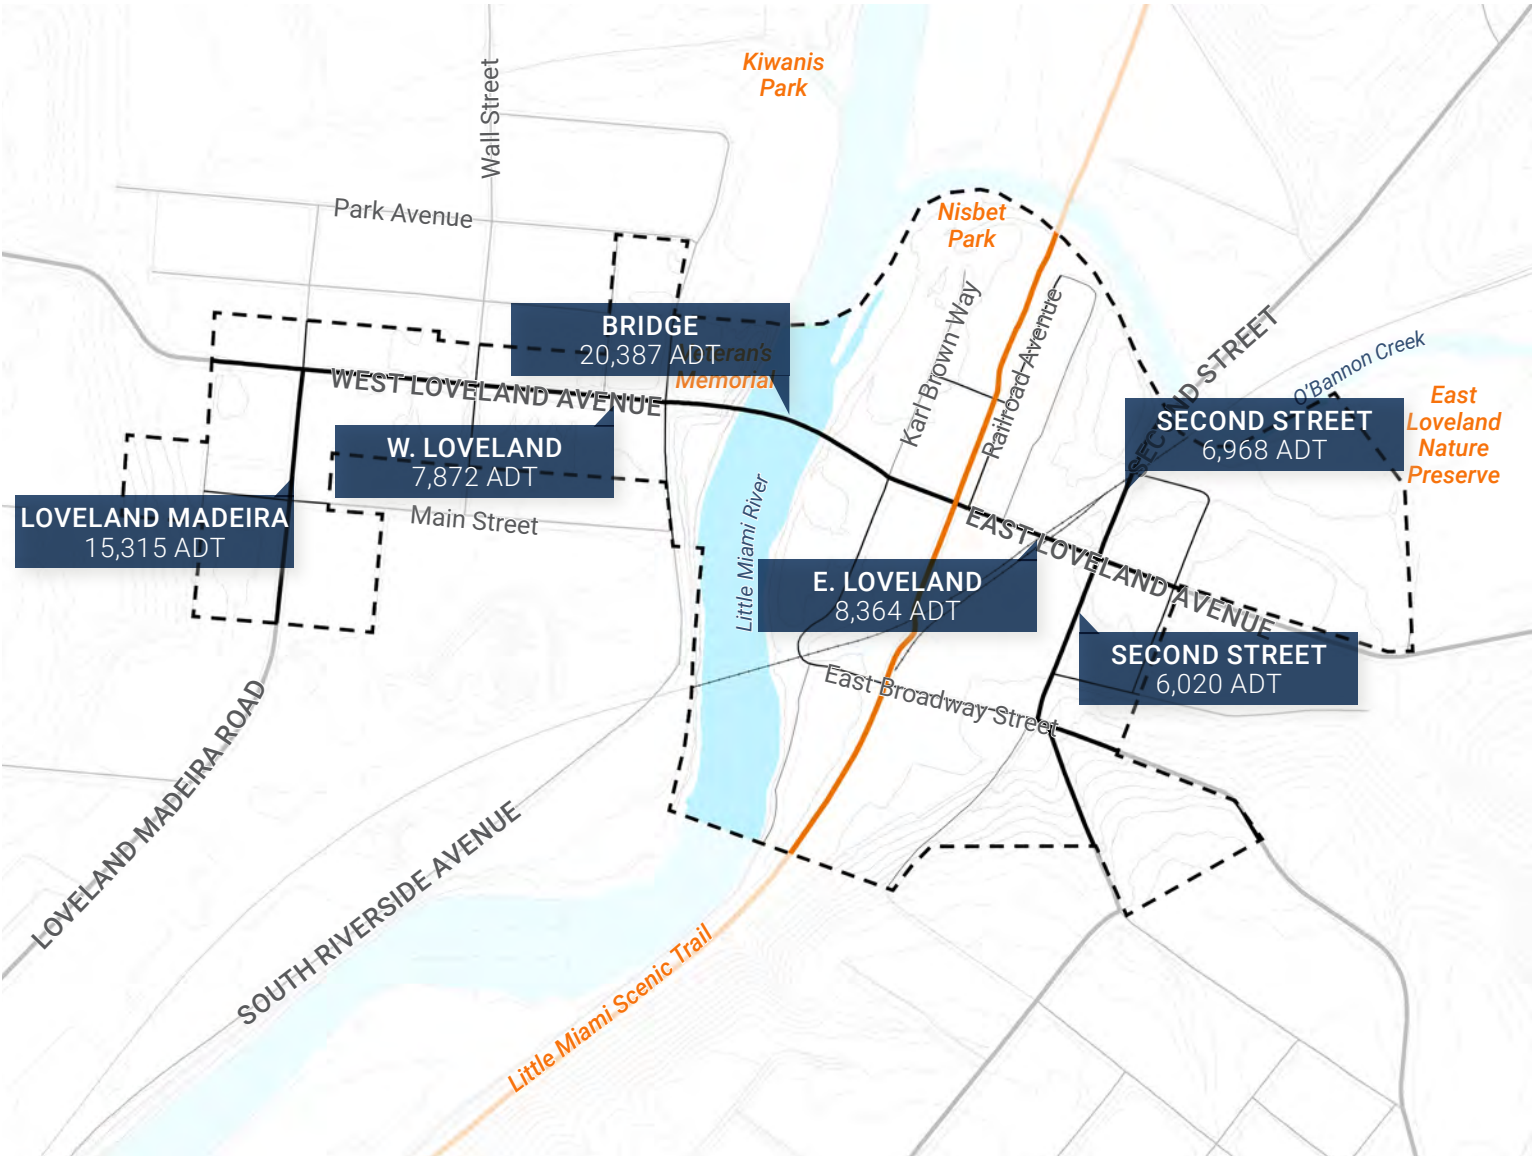 Kiwanis
Park
Wall Street
Park Avenue
Nisbet
Park
Karl Brown Way
Railroad Avenue
BRIDGE
20,387 ADT
Veteran's
Memorial
WEST LOVELAND AVENUE
W. LOVELAND
7,872 ADT
LOVELAND MADEIRA
15,315 ADT
Main Street
Little Miami River
SECOND STREET
O'Bannon Creek
East
Loveland
Nature
Preserve
SECOND STREET
6,968 ADT
EAST LOVELAND AVENUE
E. LOVELAND
8,364 ADT
SECOND STREET
6,020 ADT
East Broadway Street
LOVELAND MADEIRA ROAD
SOUTH RIVERSIDE AVENUE
Little Miami Scenic Trail